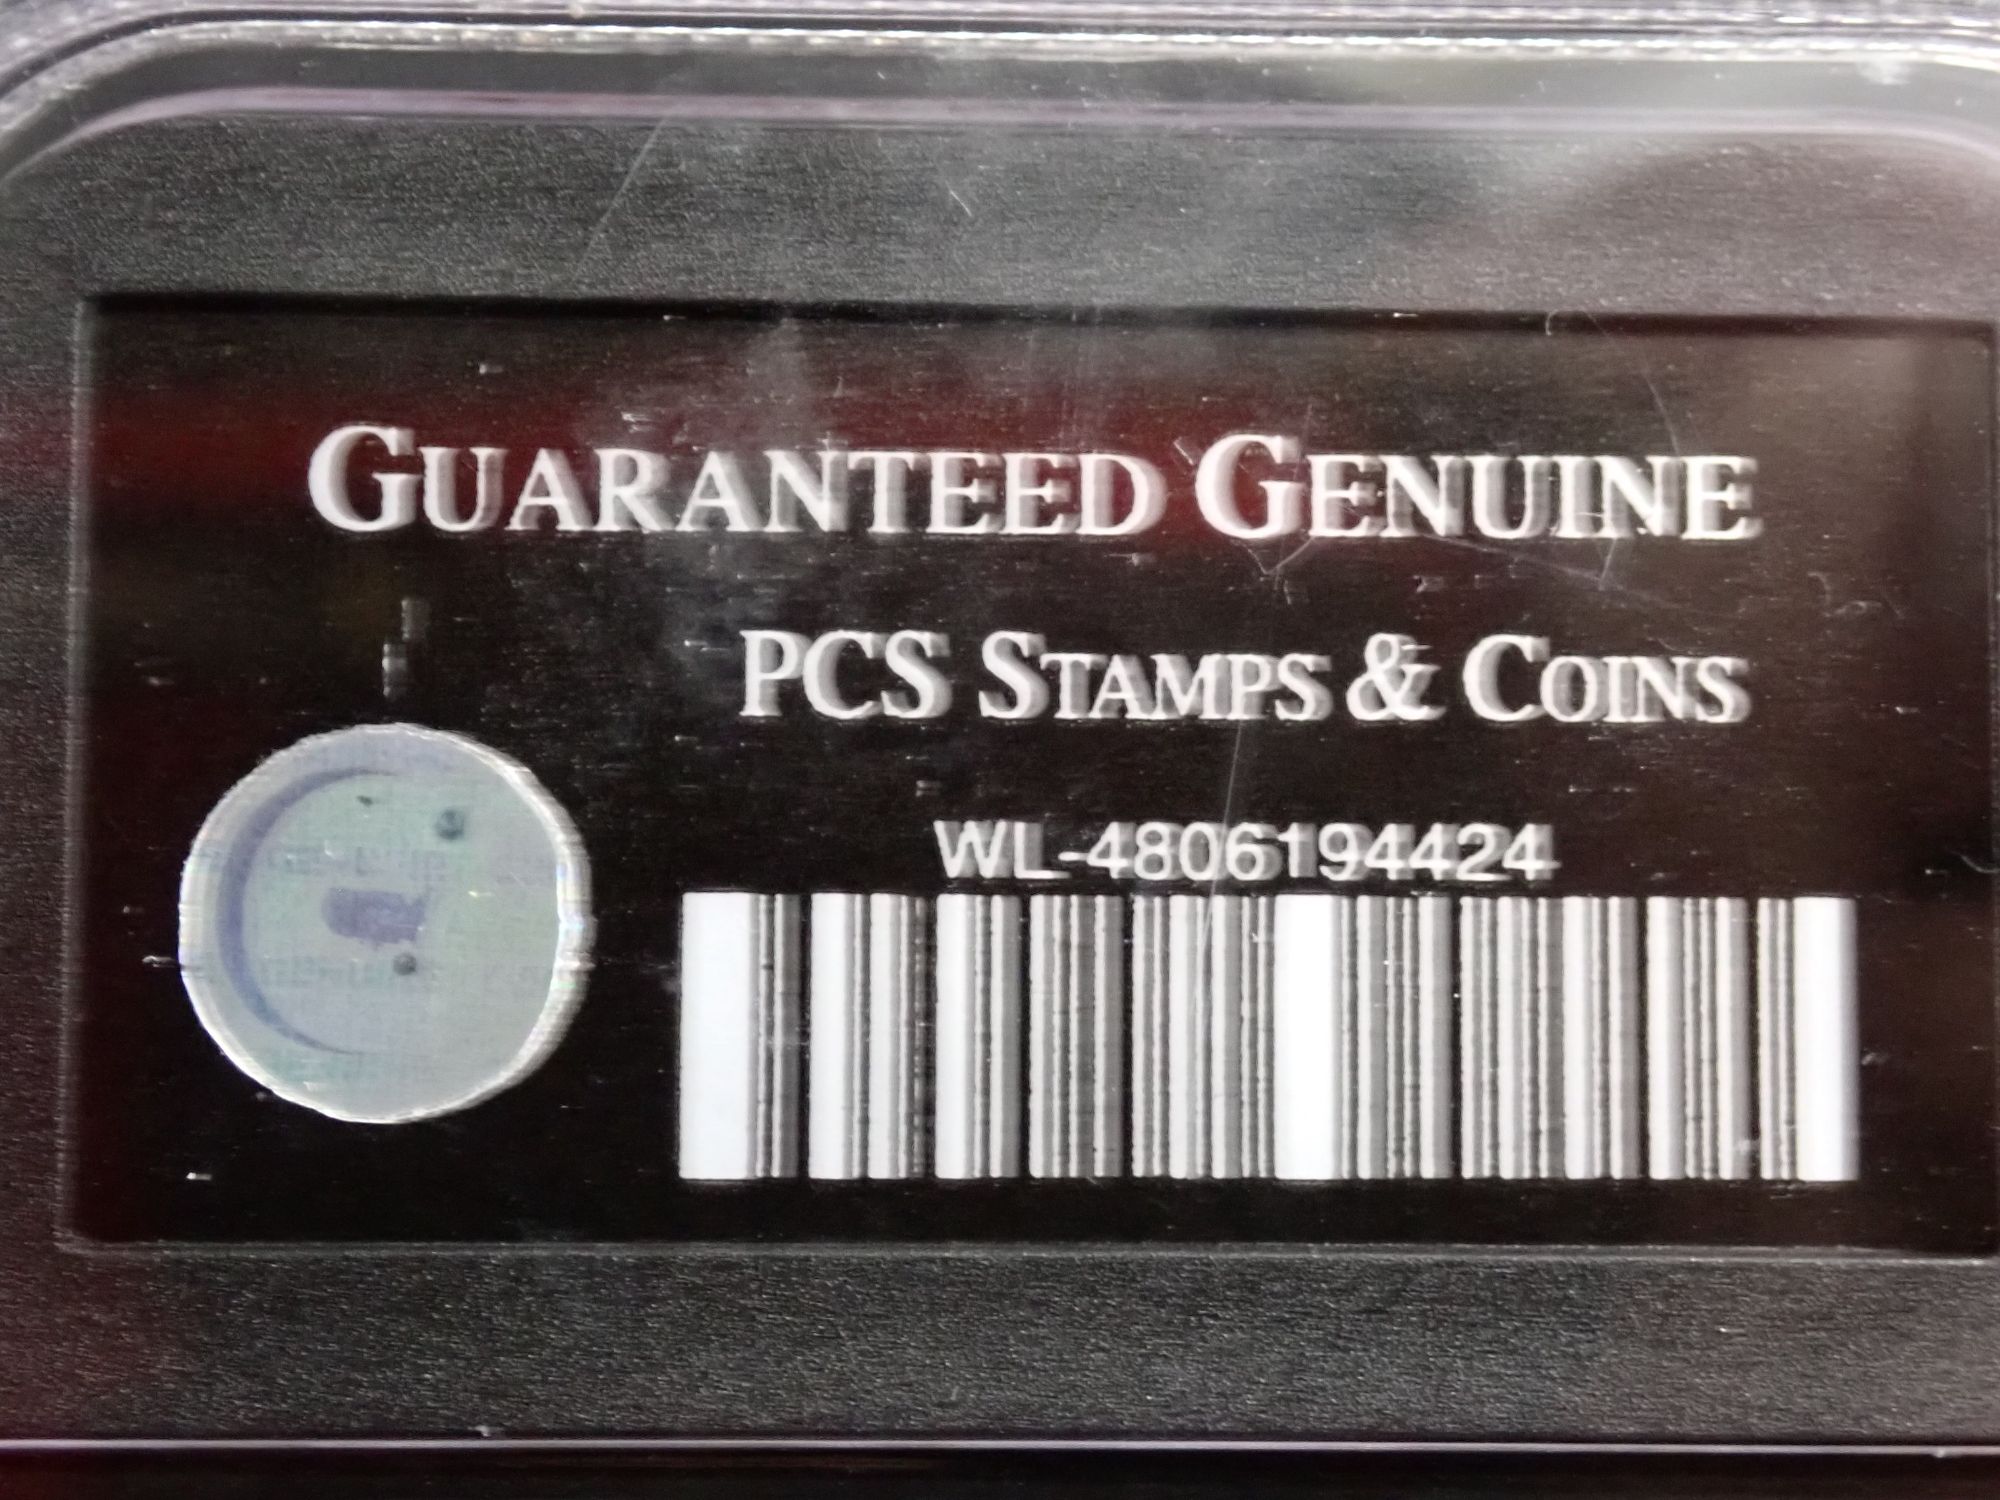 GUARANTEED GENUINE
PCS STAMPS & COINS
WL-4806194424